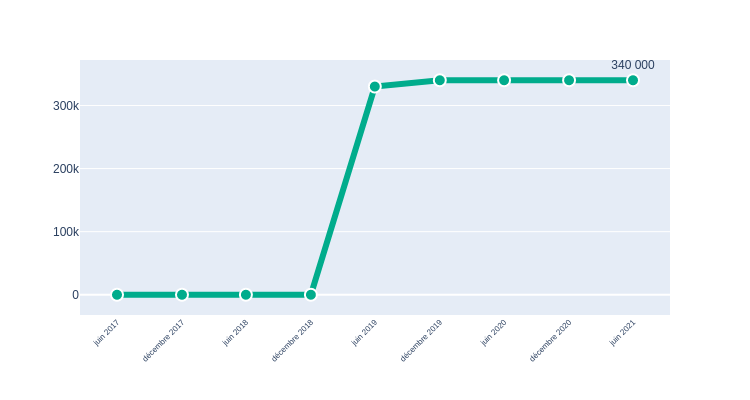 340 000
300k
200k
100k
0
juin 2017
décembre 2017
juin 2018
décembre 2018
juin 2019
décembre 2019
juin 2020
décembre 2020
juin 2021